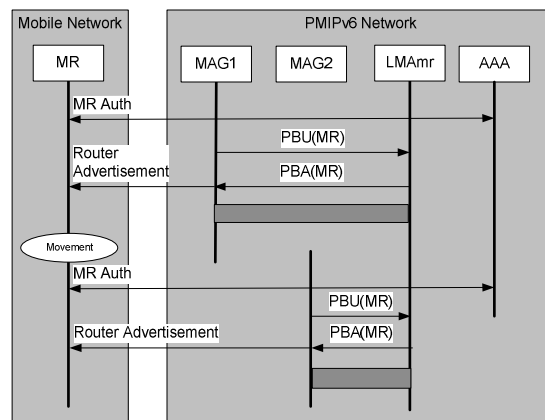 Mobile Network
PMIPv6 Network
MR
MAG1
MAG2
LMAmr
AAA
MR Auth
PBU(MR)
Router
Advertisement
PBA(MR)
Movement
MR Auth
PBU(MR)
Router Advertisement
PBA(MR)